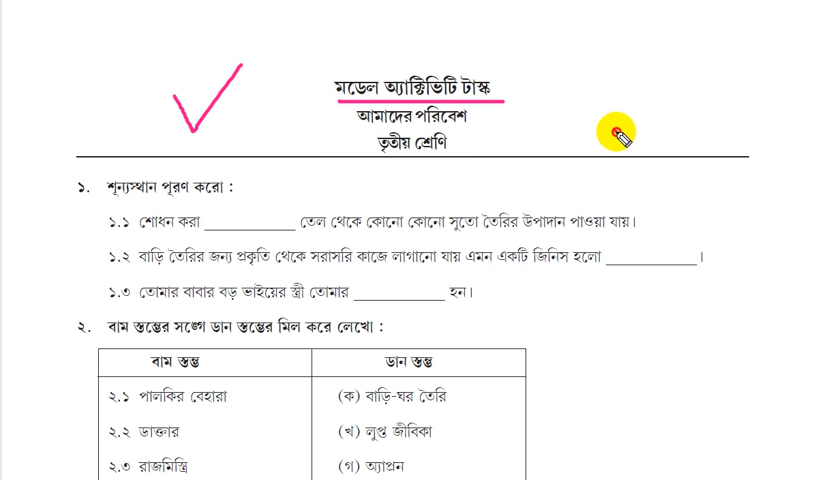 মডেল অ্যাক্টিভিটি টাস্ক
আমাদের পরিবেশ
তৃতীয় শ্রেণি
১. শূন্যস্থান পূরণ করো :
১.১ শোধন করা ____________ তেল থেকে কোনো কোনো সুতো তৈরির উপাদান পাওয়া যায়।
১.২ বাড়ি তৈরির জন্য প্রকৃতি থেকে সরাসরি কাজে লাগানো যায় এমন একটি জিনিস হলো ____________ ।
১.৩ তোমার বাবার বড় ভাইয়ের স্ত্রী তোমার ____________ হন।
২. বাম স্তম্ভের সঙ্গে ডান স্তম্ভের মিল করে লেখো :
বাম স্তম্ভ ডান স্তম্ভ
২.১ পালকির বেহারা (ক) বাড়ি-ঘর তৈরি
২.২ ডাক্তার (খ) লুপ্ত জীবিকা
২.৩ রাজমিস্ত্রি (গ) অ্যাপ্রন